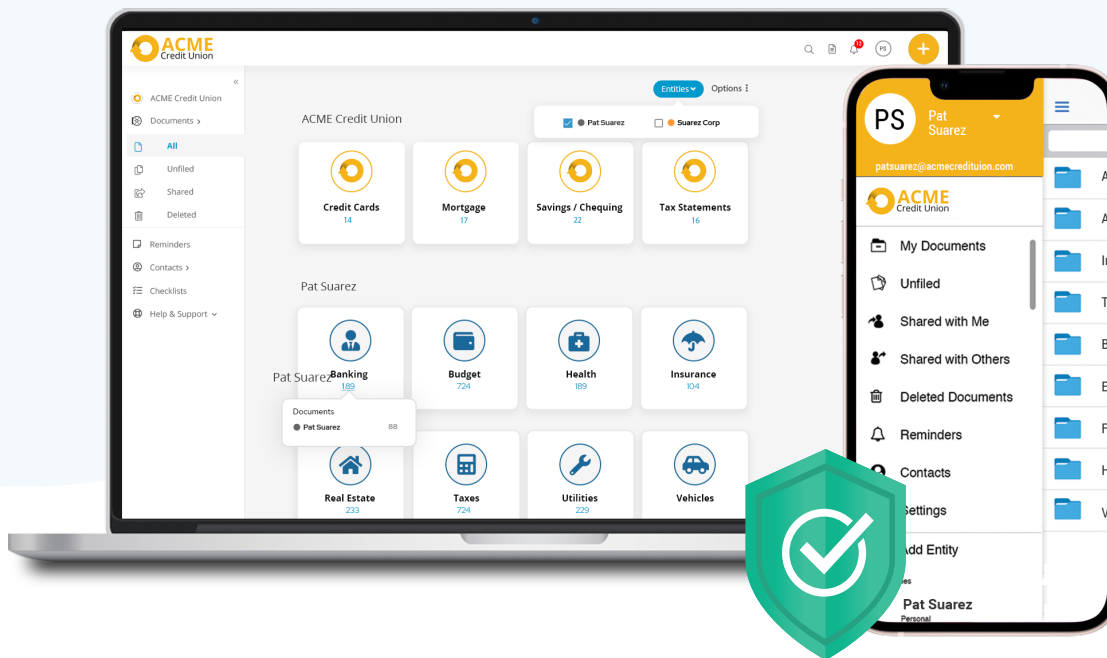 ACME
Credit Union
12
PS
+
«
ACME Credit Union
Documents >
All
Unfiled
Shared
Deleted
Reminders
Contacts >
Checklists
Help & Support
Entities
Options
Pat Suarez
Suarez Corp
ACME Credit Union
Credit Cards
14
Mortgage
17
Savings / Chequing
22
Tax Statements
16
Pat Suarez
Banking
189
Budget
724
Health
189
Insurance
104
Pat Suarez
Documents
Pat Suarez 88
Real Estate
233
Taxes
724
Utilities
229
Vehicles
PS
Pat
Suarez
patsuarez@acmecredituion.com
ACME
Credit Union
My Documents
Unfiled
Shared with Me
Shared with Others
Deleted Documents
Reminders
Contacts
Settings
Add Entity
Pat Suarez
Personal
A
A
T
B